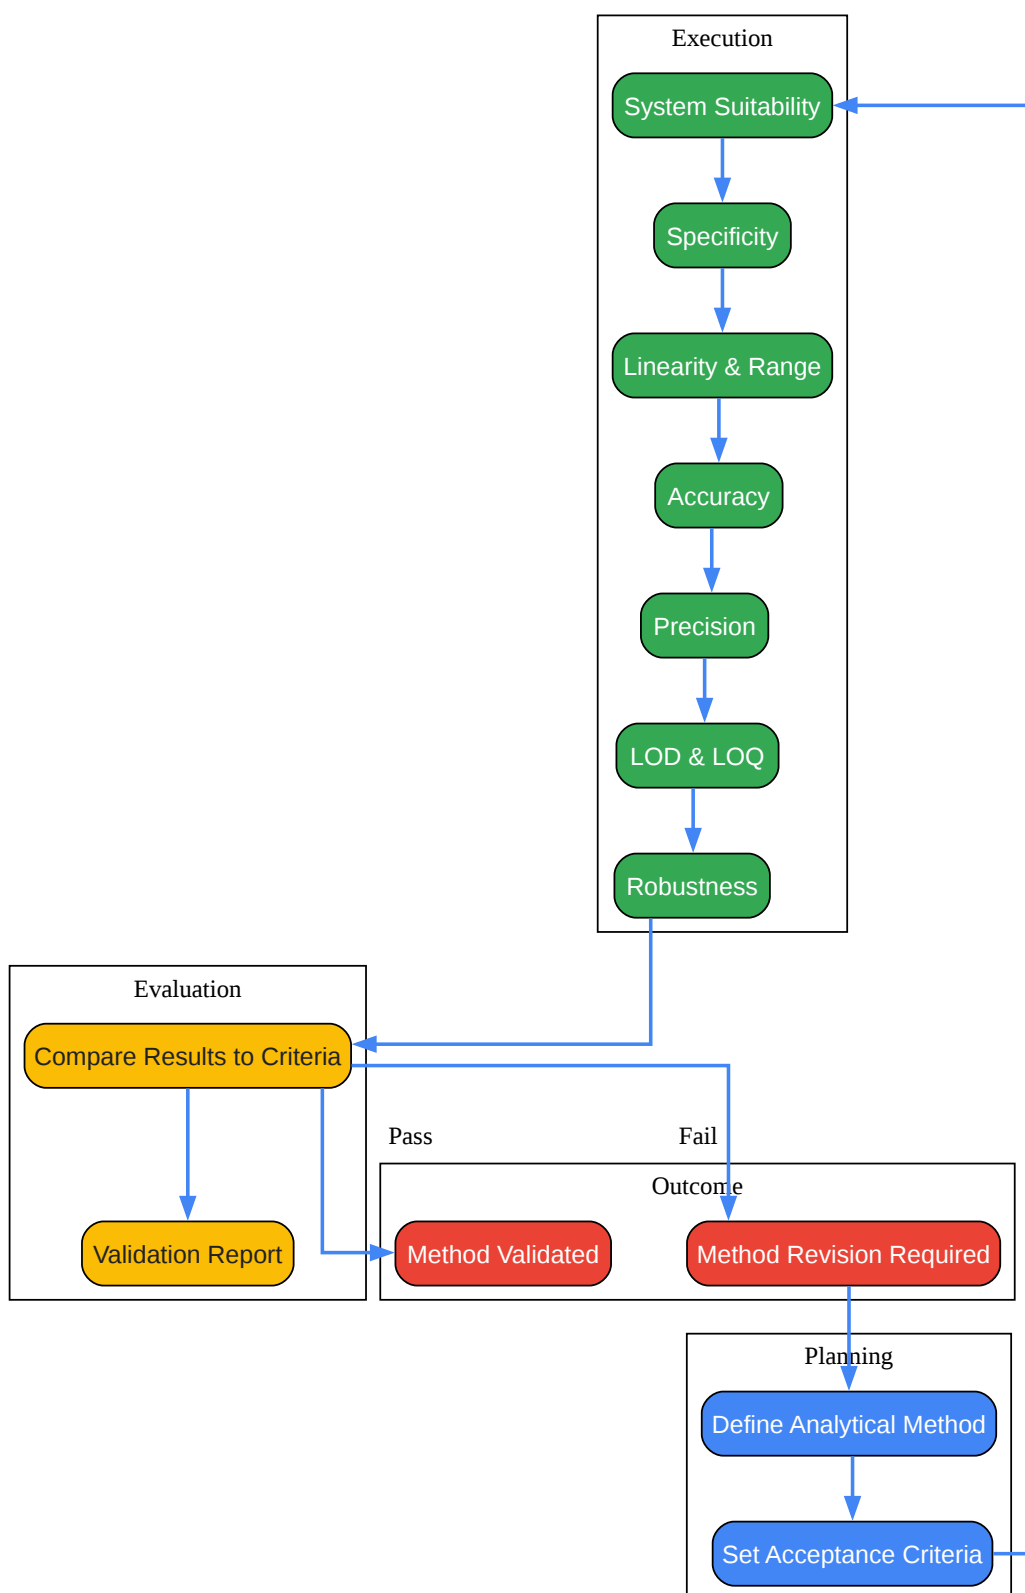 Execution
System Suitability
Specificity
Linearity & Range
Accuracy
Precision
LOD & LOQ
Robustness
Evaluation
Compare Results to Criteria
Pass
Fail
Outcome
Validation Report
Method Validated
Method Revision Required
Planning
Define Analytical Method
Set Acceptance Criteria